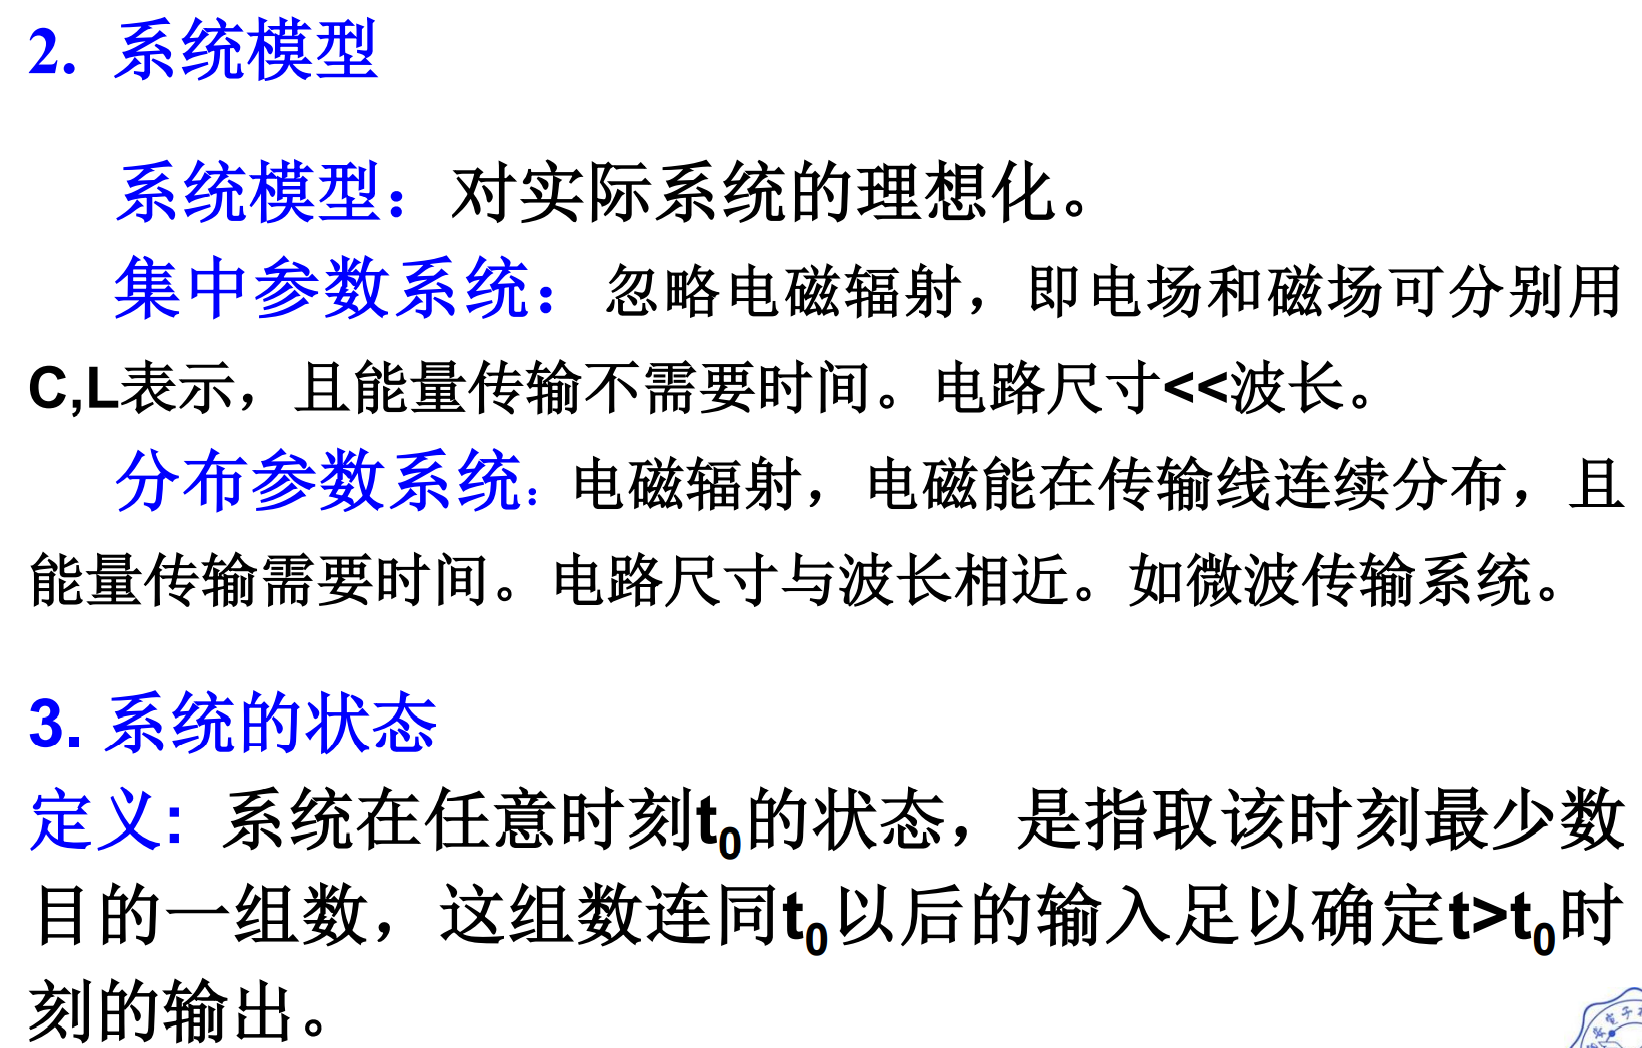 2. 系统模型
系统模型：对实际系统的理想化。
集中参数系统：忽略电磁辐射，即电场和磁场可分别用
C,L表示，且能量传输不需要时间。电路尺寸<<波长。
分布参数系统：电磁辐射，电磁能在传输线连续分布，且
能量传输需要时间。电路尺寸与波长相近。如微波传输系统。
3. 系统的状态
定义: 系统在任意时刻t₀的状态，是指取该时刻最少数
目的一组数，这组数连同t₀以后的输入足以确定t>t₀时
刻的输出。